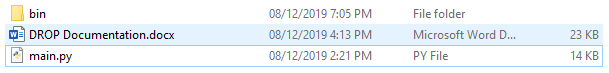 bin 08/12/2019 7:05 PM File folder
DROP Documentation.docx 08/12/2019 4:13 PM Microsoft Word D... 23 KB
main.py 08/12/2019 2:21 PM PY File 14 KB